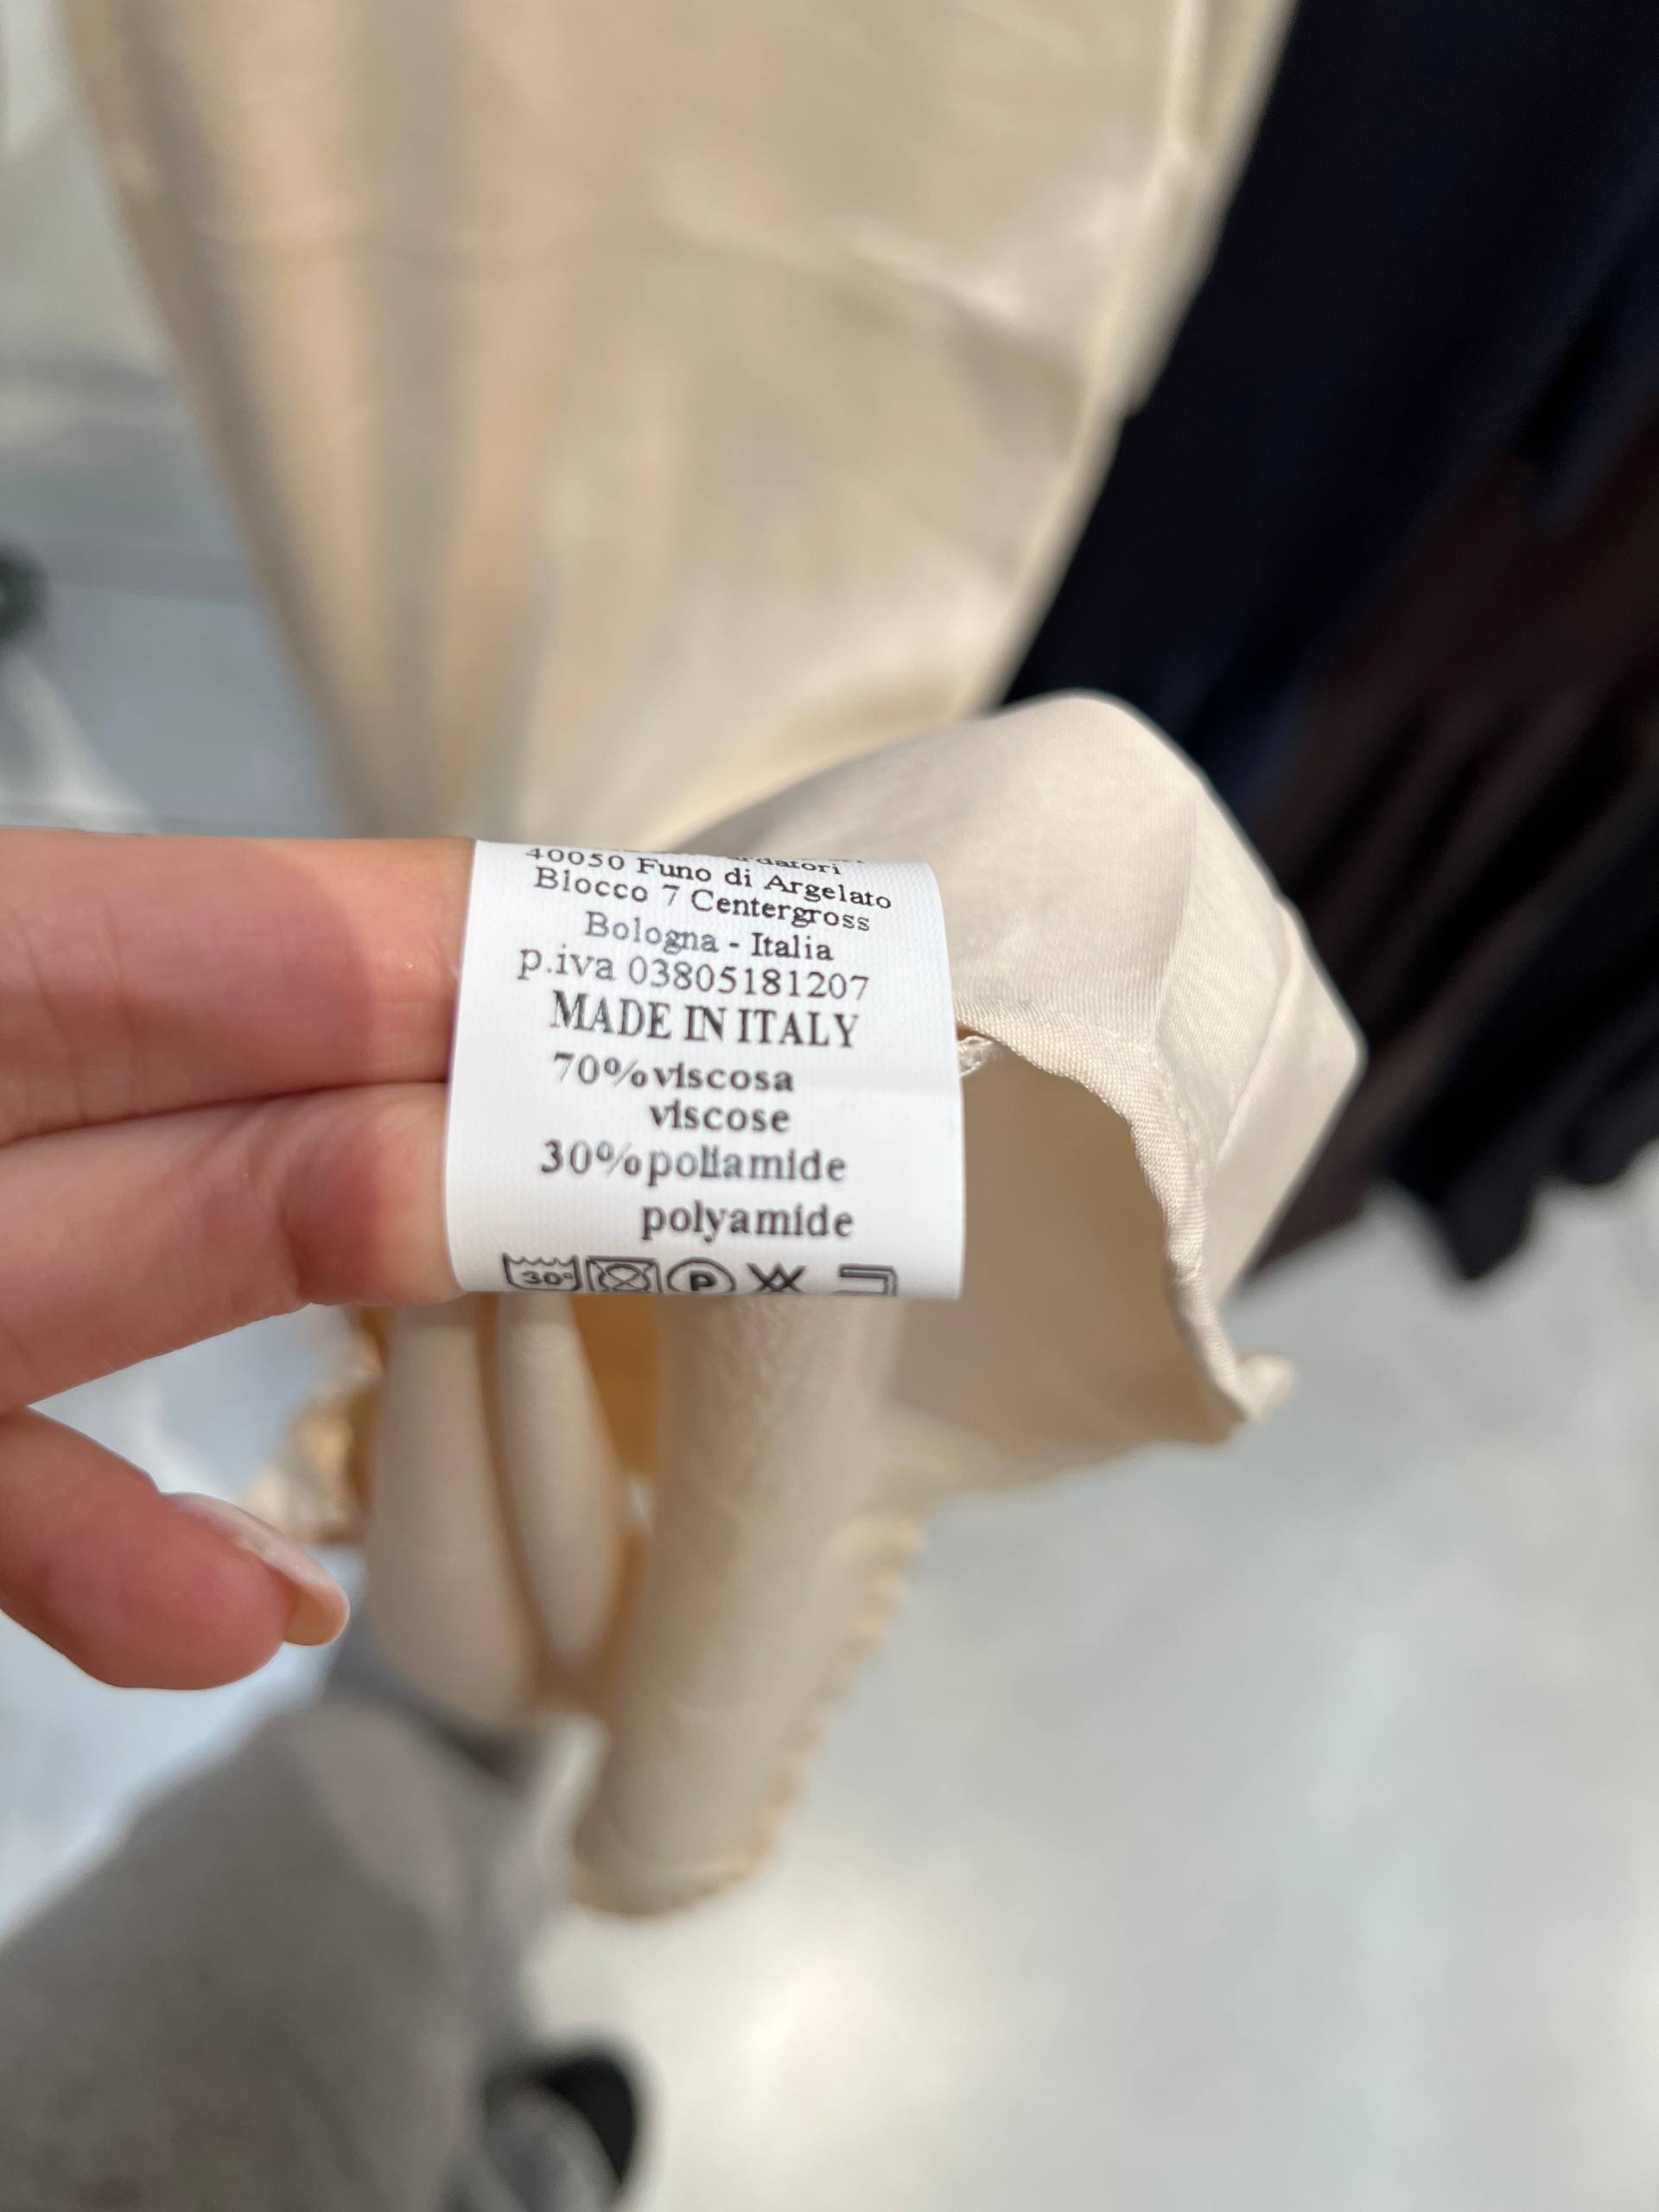 40050 Funo di Argelato
Blocco 7 Centergross
Bologna - Italia
p.iva 03805181207
MADE IN ITALY
70% viscosa
viscose
30% poliamide
polyamide
30° P